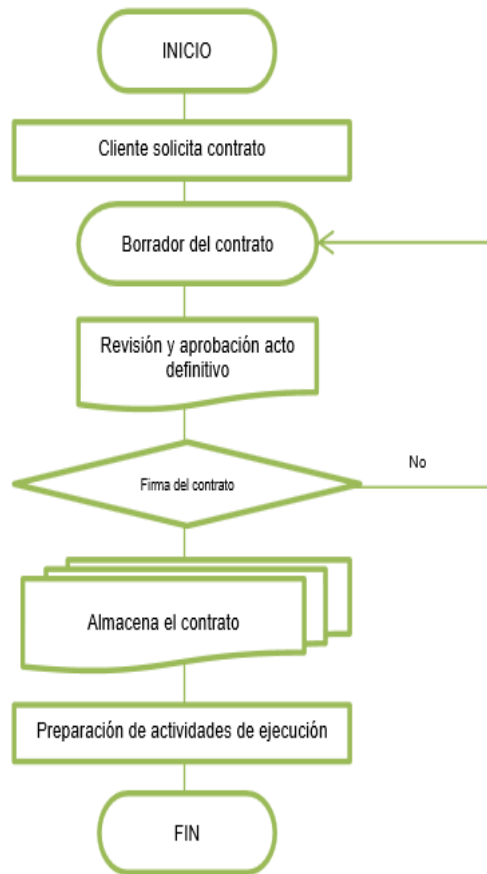 INICIO
Cliente solicita contrato
Borrador del contrato
Revisión y aprobación acto
definitivo
Firma del contrato
No
Almacena el contrato
Preparación de actividades de ejecución
FIN